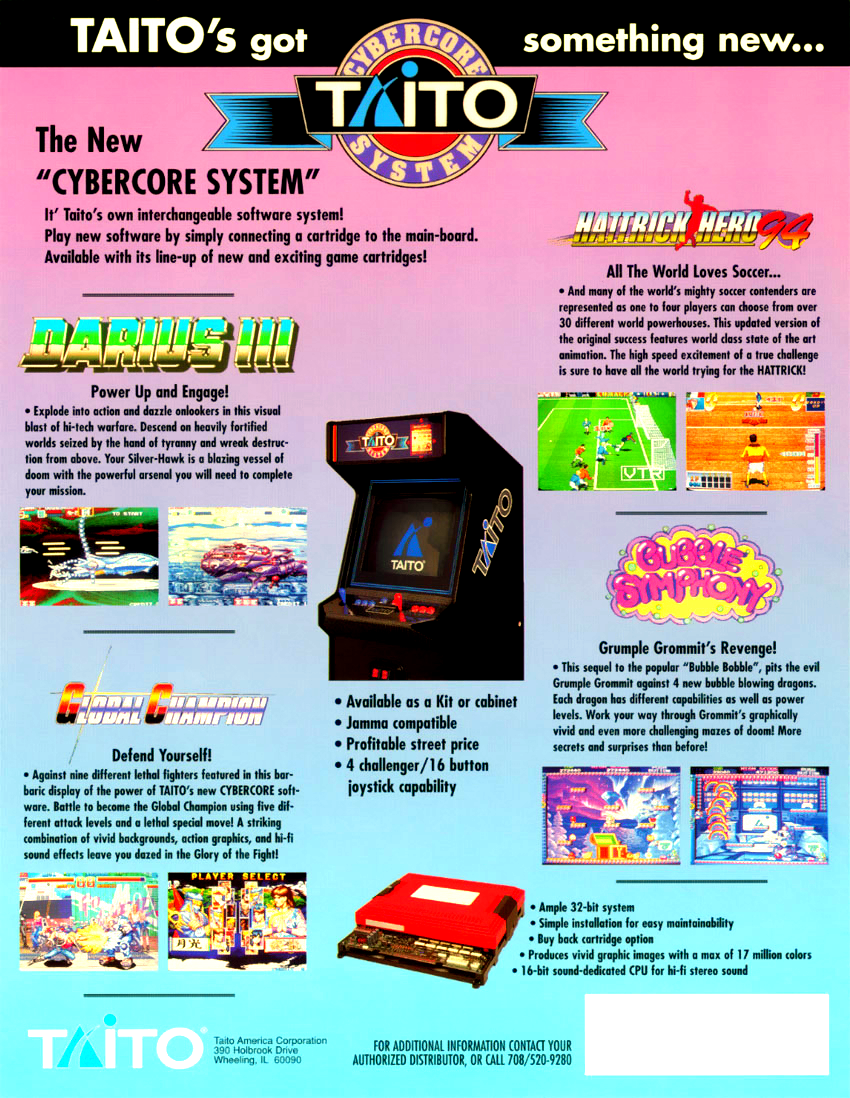 TAITO's got something new...
CYBERCORE
TAITO
SYSTEM
The New
"CYBERCORE SYSTEM"
It' Taito's own interchangeable software system!
Play new software by simply connecting a cartridge to the main-board.
Available with its line-up of new and exciting game cartridges!
DARIUS III
Power Up and Engage!
• Explode into action and dazzle onlookers in this visual
blast of hi-tech warfare. Descend on heavily fortified
worlds seized by the hand of tyranny and wreak destruc-
tion from above. Your Silver-Hawk is a blazing vessel of
doom with the powerful arsenal you will need to complete
your mission.
TO START
CREDIT
GLOBAL CHAMPION
Defend Yourself!
• Against nine different lethal fighters featured in this bar-
baric display of the power of TAITO's new CYBERCORE soft-
ware. Battle to become the Global Champion using five dif-
ferent attack levels and a lethal special move! A striking
combination of vivid backgrounds, action graphics, and hi-fi
sound effects leave you dazed in the Glory of the Fight!
PLAYER SELECT
月光
TAITO
TAITO
TAITO
• Available as a Kit or cabinet
• Jamma compatible
• Profitable street price
• 4 challenger/16 button
joystick capability
HATTRICK HERO 94
All The World Loves Soccer...
• And many of the world's mighty soccer contenders are
represented as one to four players can choose from over
30 different world powerhouses. This updated version of
the original success features world class state of the art
animation. The high speed excitement of a true challenge
is sure to have all the world trying for the HATTRICK!
VTR
BUBBLE
SYMPHONY
Grumple Grommit's Revenge!
• This sequel to the popular "Bubble Bobble", pits the evil
Grumple Grommit against 4 new bubble blowing dragons.
Each dragon has different capabilities as well as power
levels. Work your way through Grommit's graphically
vivid and even more challenging mazes of doom! More
secrets and surprises than before!
• Ample 32-bit system
• Simple installation for easy maintainability
• Buy back cartridge option
• Produces vivid graphic images with a max of 17 million colors
• 16-bit sound-dedicated CPU for hi-fi stereo sound
TAITO®
Taito America Corporation
390 Holbrook Drive
Wheeling, IL 60090
FOR ADDITIONAL INFORMATION CONTACT YOUR
AUTHORIZED DISTRIBUTOR, OR CALL 708/520-9280